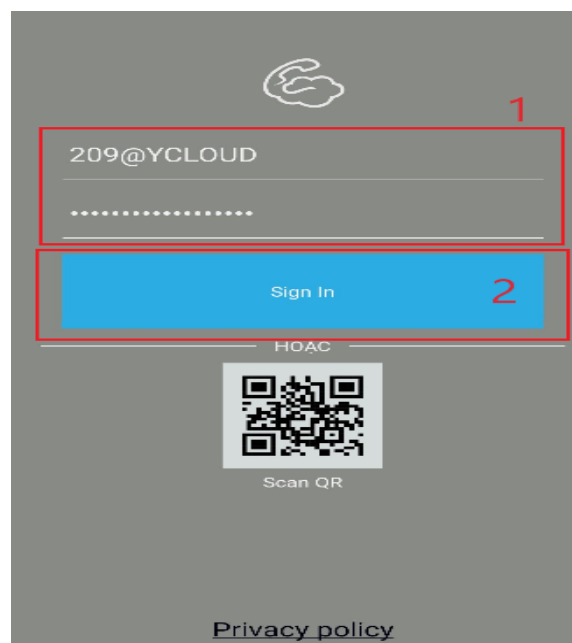 1
209@YCLOUD
••••••••••••••••••
Sign In
2
HOẶC
Scan QR
Privacy policy